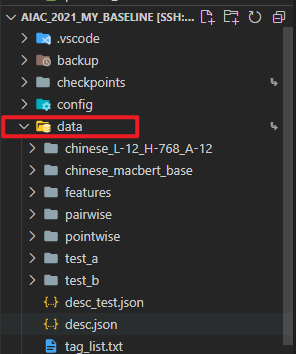 AIAC_2021_MY_BASELINE [SSH:...
.vscode
backup
checkpoints
config
data
chinese_L-12_H-768_A-12
chinese_macbert_base
features
pairwise
pointwise
test_a
test_b
desc_test.json
desc.json
tag_list.txt